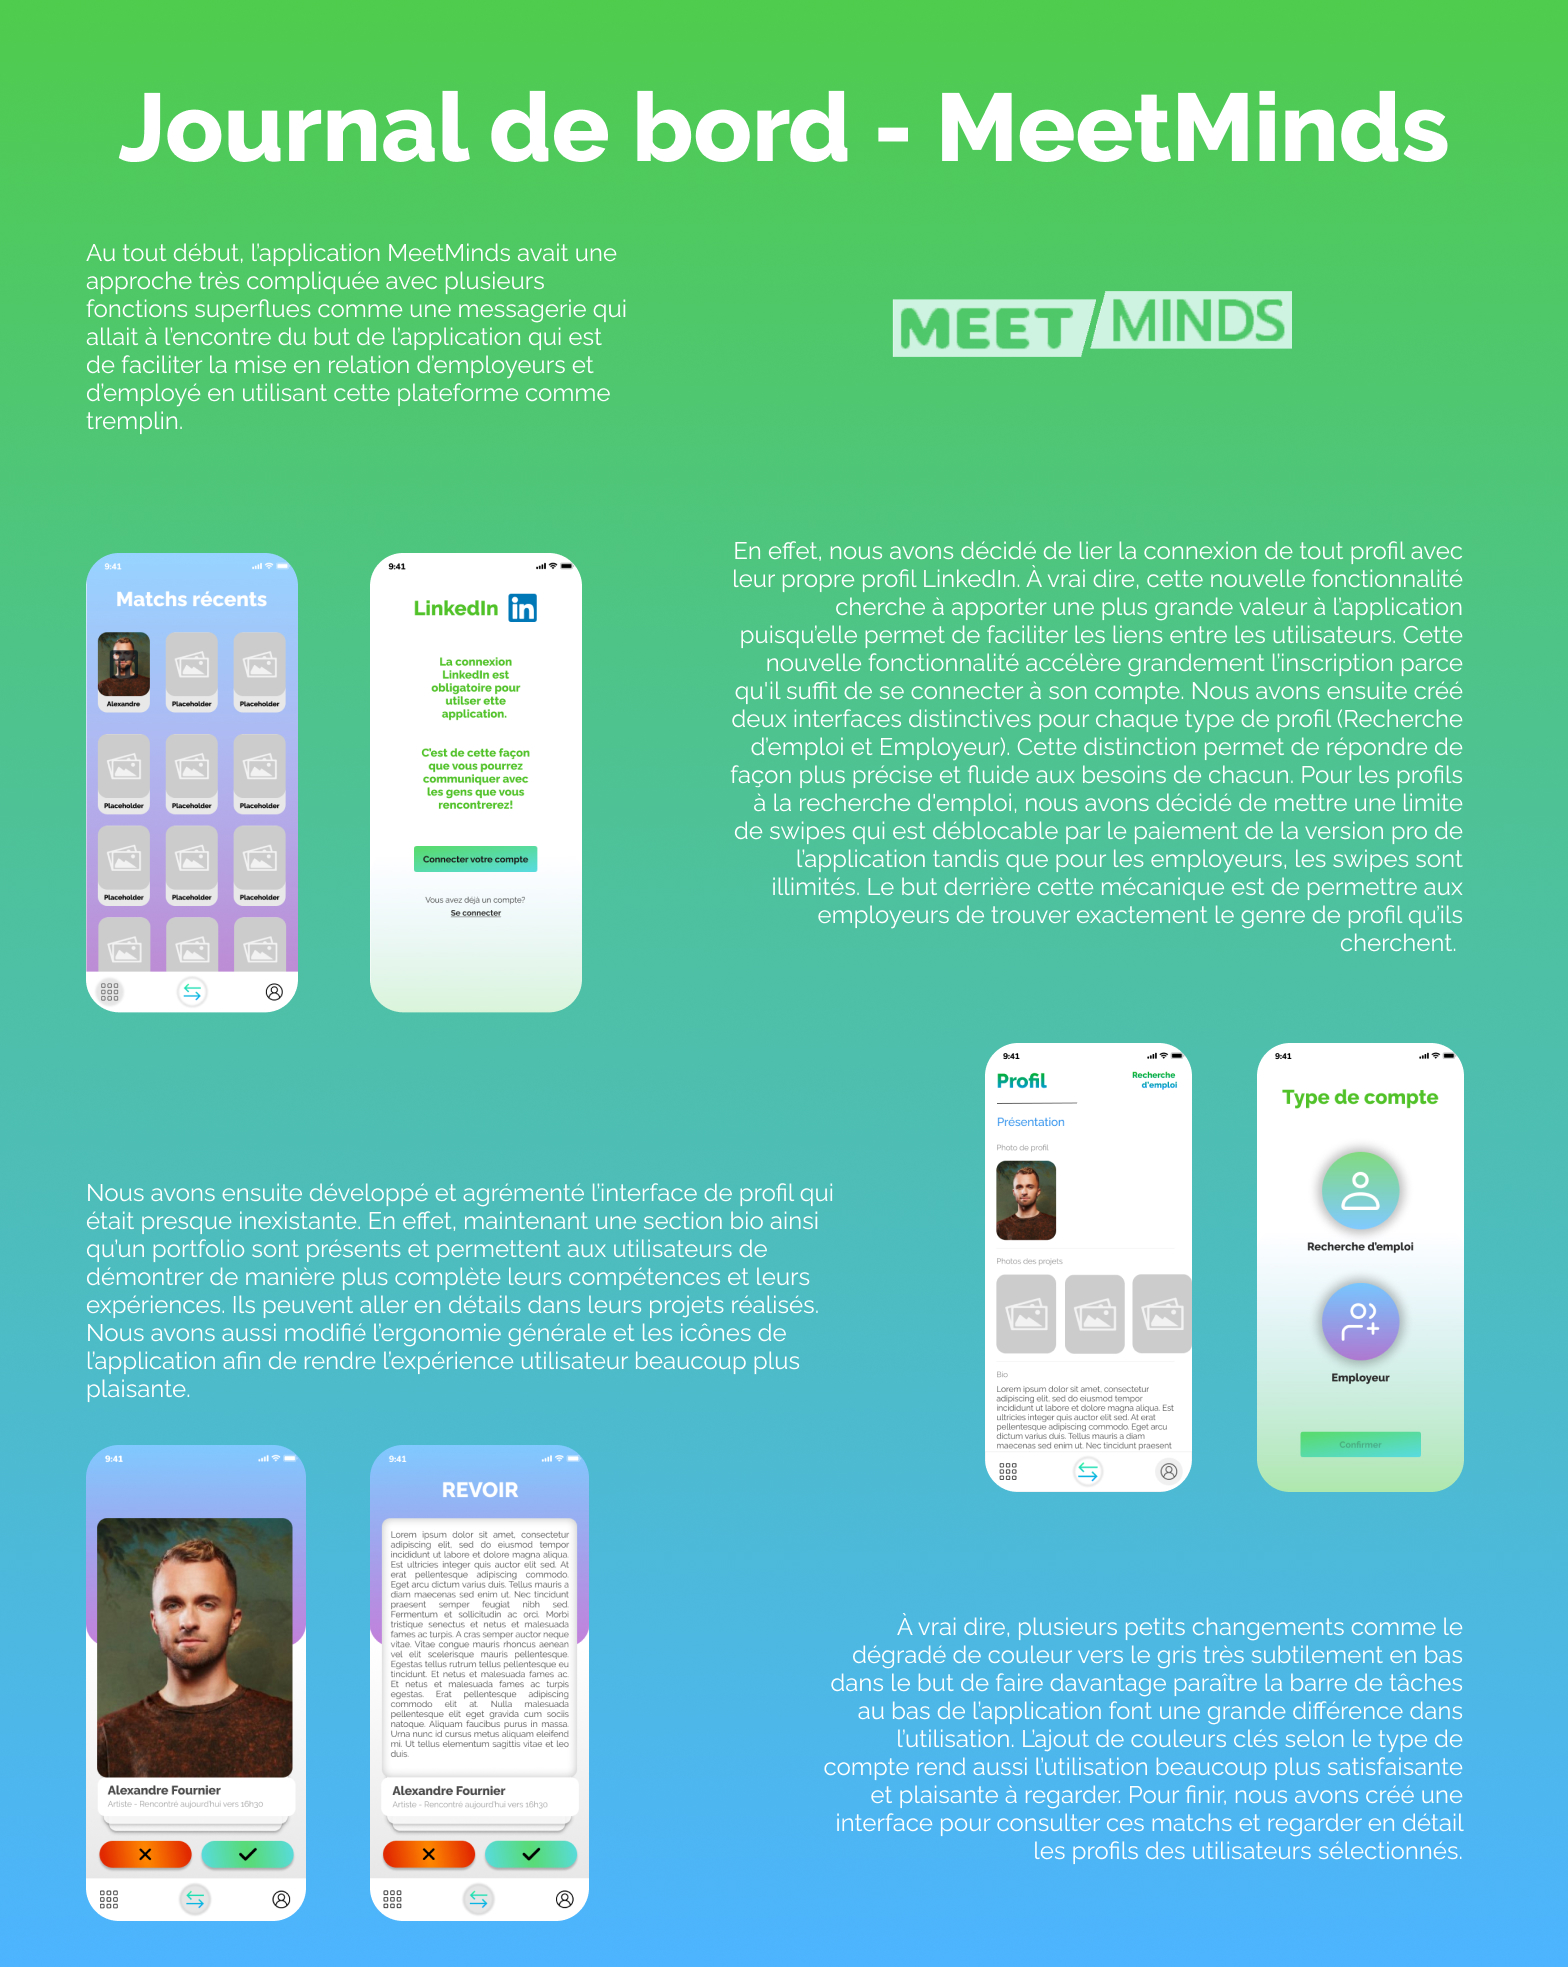 Journal de bord - MeetMinds
Au tout début, l'application MeetMinds avait une
approche très compliquée avec plusieurs
fonctions superflues comme une messagerie qui
allait à l'encontre du but de l'application qui est
de faciliter la mise en relation d'employeurs et
d'employé en utilisant cette plateforme comme
tremplin.
MEET MINDS
En effet, nous avons décidé de lier la connexion de tout profil avec
leur propre profil LinkedIn. À vrai dire, cette nouvelle fonctionnalité
cherche à apporter une plus grande valeur à l'application
puisqu'elle permet de faciliter les liens entre les utilisateurs. Cette
nouvelle fonctionnalité accélère grandement l'inscription parce
qu'il suffit de se connecter à son compte. Nous avons ensuite créé
deux interfaces distinctives pour chaque type de profil (Recherche
d'emploi et Employeur). Cette distinction permet de répondre de
façon plus précise et fluide aux besoins de chacun. Pour les profils
à la recherche d'emploi, nous avons décidé de mettre une limite
de swipes qui est déblocable par le paiement de la version pro de
l'application tandis que pour les employeurs, les swipes sont
illimités. Le but derrière cette mécanique est de permettre aux
employeurs de trouver exactement le genre de profil qu'ils
cherchent.
9:41
Matchs récents
Alexandre
Placeholder
Placeholder
Placeholder
Placeholder
Placeholder
Placeholder
Placeholder
Placeholder
9:41
LinkedIn in
La connexion
LinkedIn est
obligatoire pour
utilser ette
application.
C'est de cette façon
que vous pourrez
communiquer avec
les gens que vous
rencontrerez!
Connecter votre compte
Vous avez déjà un compte?
Se connecter
9:41
Profil
Recherche
d'emploi
Présentation
Photo de profil
Photos des projets
Bio
Lorem ipsum dolor sit amet, consectetur
adipiscing elit, sed do eiusmod tempor
incididunt ut labore et dolore magna aliqua. Est
ultricies integer quis auctor elit sed. At erat
pellentesque adipiscing commodo. Eget arcu
dictum varius duis. Tellus mauris a diam
maecenas sed enim ut. Nec tincidunt praesent
9:41
Type de compte
Recherche d'emploi
Employeur
Confirmer
Nous avons ensuite développé et agrémenté l'interface de profil qui
était presque inexistante. En effet, maintenant une section bio ainsi
qu'un portfolio sont présents et permettent aux utilisateurs de
démontrer de manière plus complète leurs compétences et leurs
expériences. Ils peuvent aller en détails dans leurs projets réalisés.
Nous avons aussi modifié l'ergonomie générale et les icônes de
l'application afin de rendre l'expérience utilisateur beaucoup plus
plaisante.
9:41
Alexandre Fournier
Artiste - Rencontré aujourd'hui vers 16h30
9:41
REVOIR
Lorem ipsum dolor sit amet, consectetur
adipiscing elit, sed do eiusmod tempor
incididunt ut labore et dolore magna aliqua.
Est ultricies integer quis auctor elit sed. At
erat pellentesque adipiscing commodo.
Eget arcu dictum varius duis. Tellus mauris a
diam maecenas sed enim ut. Nec tincidunt
praesent semper feugiat nibh sed.
Fermentum et sollicitudin ac orci. Morbi
tristique senectus et netus et malesuada
fames ac turpis. A cras semper auctor neque
vitae. Vitae congue mauris rhoncus aenean
vel elit scelerisque mauris pellentesque.
Egestas tellus rutrum tellus pellentesque eu
tincidunt. Et netus et malesuada fames ac.
Et netus et malesuada fames ac turpis
egestas. Erat pellentesque adipiscing
commodo elit at. Nulla malesuada
pellentesque elit eget gravida cum sociis
natoque. Aliquam faucibus purus in massa.
Urna nunc id cursus metus aliquam eleifend
mi. Ut tellus elementum sagittis vitae et leo
duis.
Alexandre Fournier
Artiste - Rencontré aujourd'hui vers 16h30
À vrai dire, plusieurs petits changements comme le
dégradé de couleur vers le gris très subtilement en bas
dans le but de faire davantage paraître la barre de tâches
au bas de l'application font une grande différence dans
l'utilisation. L'ajout de couleurs clés selon le type de
compte rend aussi l'utilisation beaucoup plus satisfaisante
et plaisante à regarder. Pour finir, nous avons créé une
interface pour consulter ces matchs et regarder en détail
les profils des utilisateurs sélectionnés.